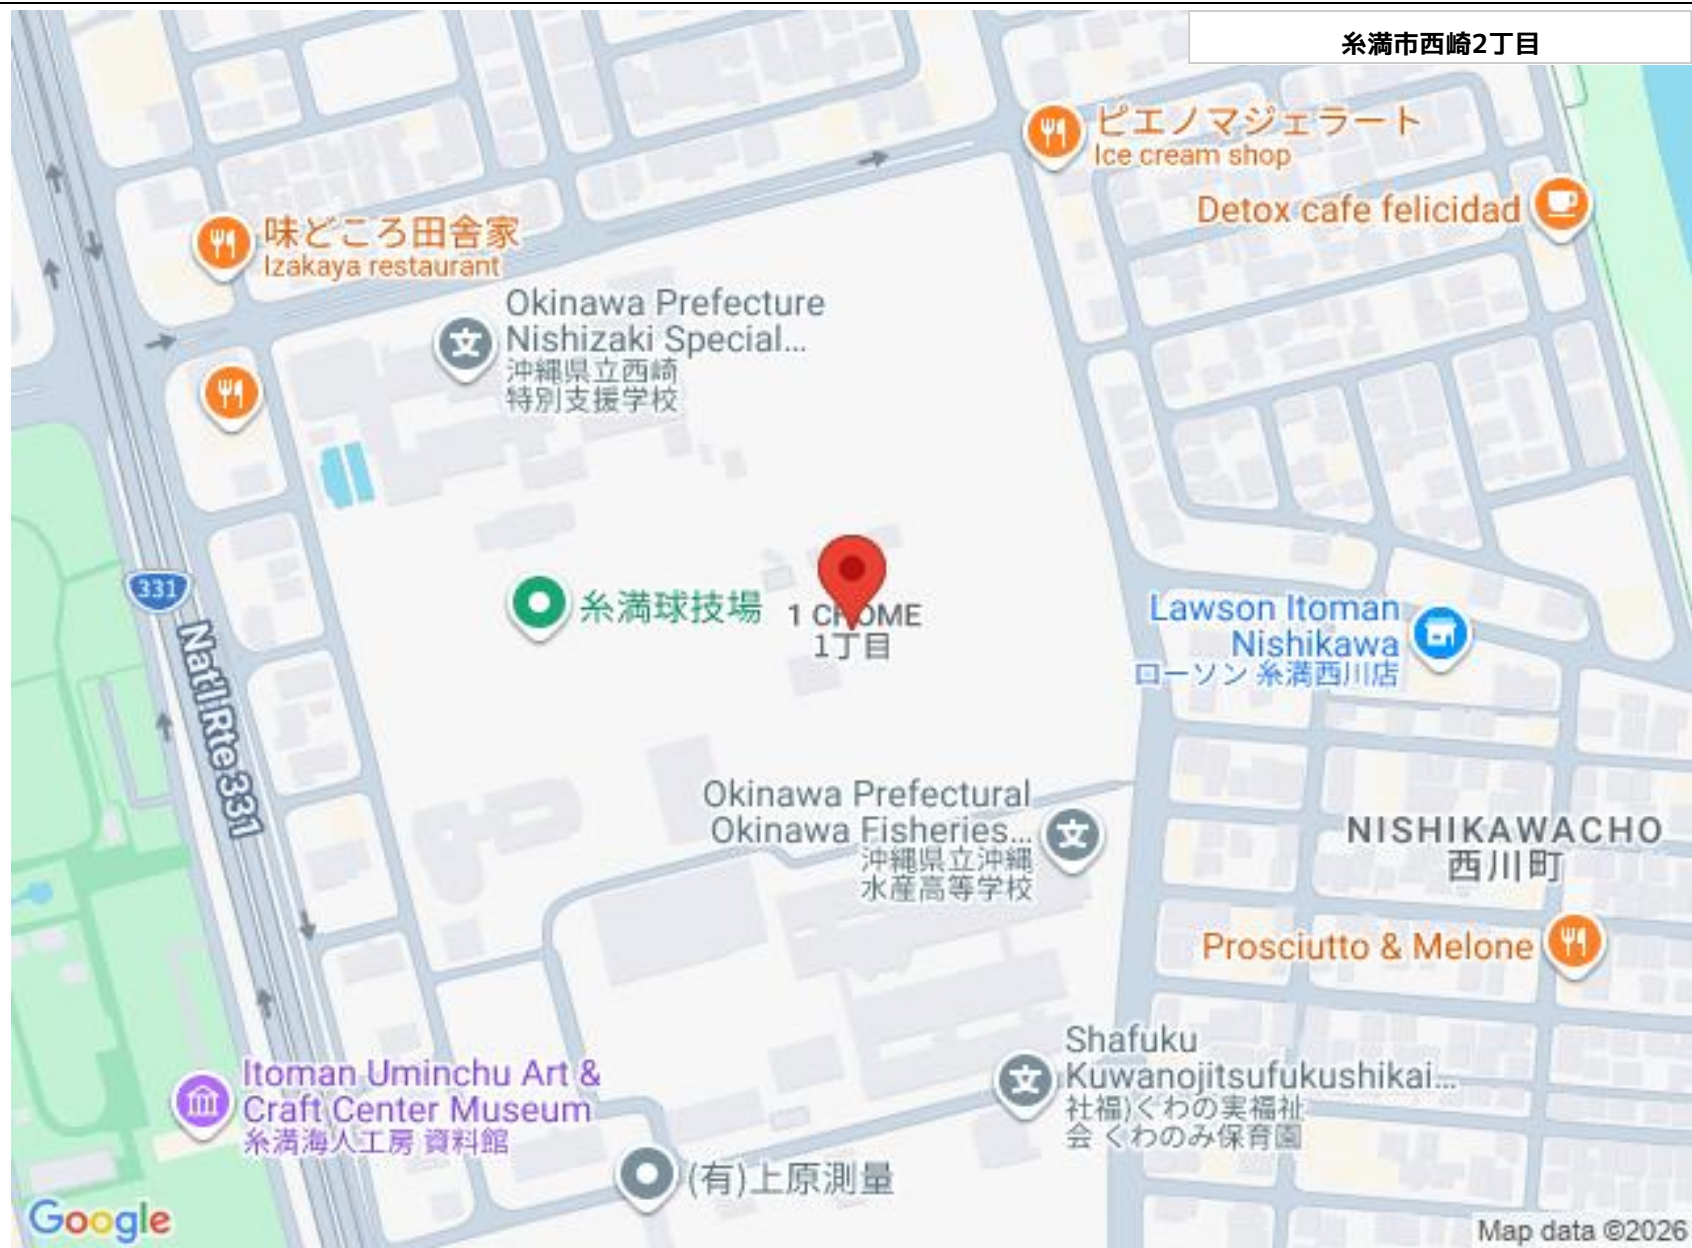 糸満市西崎2丁目
ピエノマジェラート
Ice cream shop
Detox cafe felicidad
味どころ田舎家
Izakaya restaurant
Okinawa Prefecture
Nishizaki Special...
沖縄県立西崎
特別支援学校
331
Nat'l Rte 331
糸満球技場
1 CHOME
1丁目
Lawson Itoman
Nishikawa
ローソン 糸満西川店
Okinawa Prefectural
Okinawa Fisheries...
沖縄県立沖縄
水産高等学校
NISHIKAWACHO
西川町
Prosciutto & Melone
Shafuku
Kuwanojitsufukushikai...
社福)くわの実福祉
会 くわのみ保育園
Itoman Uminchu Art &
Craft Center Museum
糸満海人工房 資料館
(有)上原測量
Google
Map data ©2026